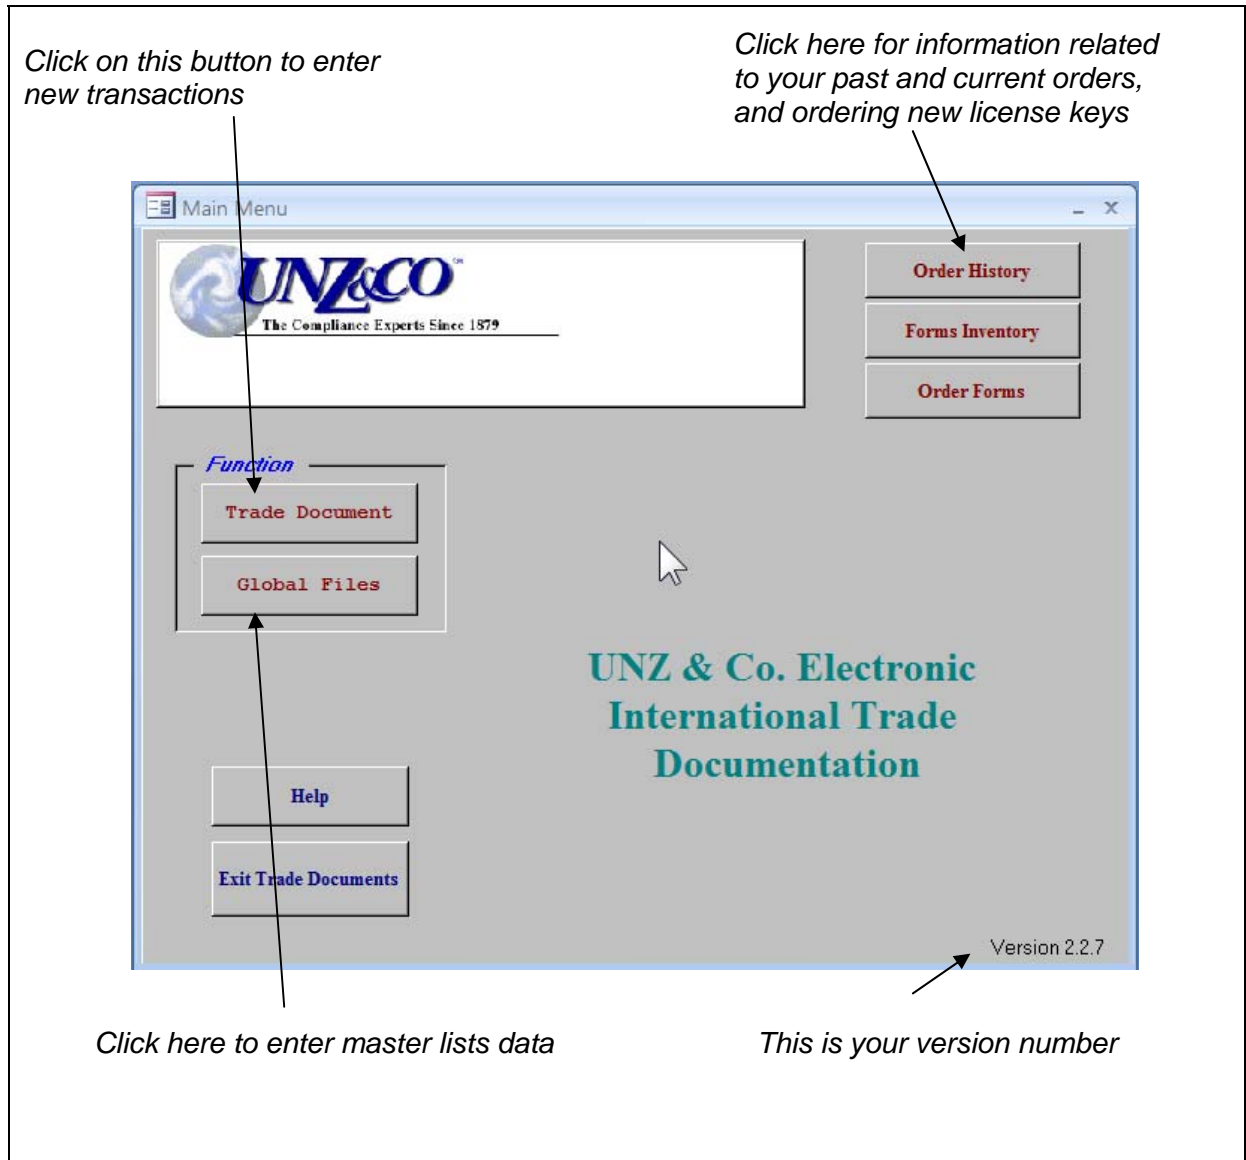 Click on this button to enter
new transactions
Click here for information related
to your past and current orders,
and ordering new license keys
Main Menu
UNZ&CO℠
The Compliance Experts Since 1879
Order History
Forms Inventory
Order Forms
Function
Trade Document
Global Files
UNZ & Co. Electronic
International Trade
Documentation
Help
Exit Trade Documents
Version 2.2.7
Click here to enter master lists data
This is your version number